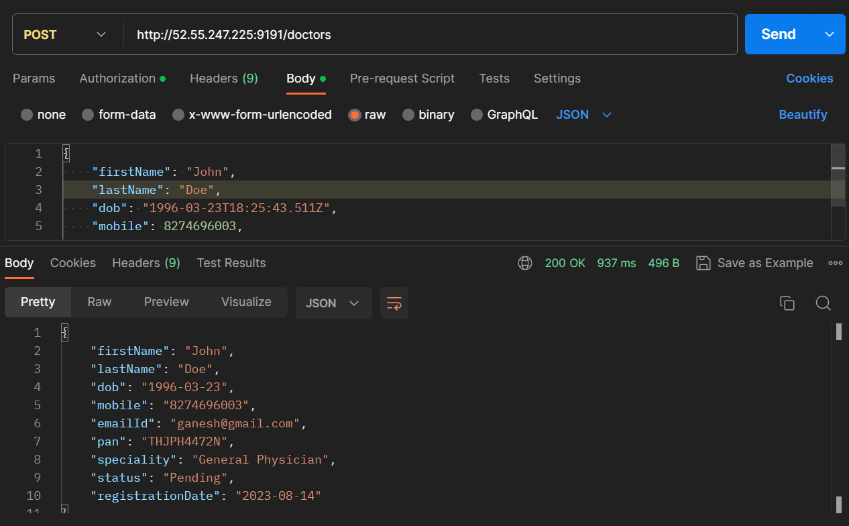 POST http://52.55.247.225:9191/doctors Send
Params Authorization Headers (9) Body Pre-request Script Tests Settings Cookies
none form-data x-www-form-urlencoded raw binary GraphQL JSON Beautify
1 {
2 "firstName": "John",
3 "lastName": "Doe",
4 "dob": "1996-03-23T18:25:43.511Z",
5 "mobile": 8274696003,
Body Cookies Headers (9) Test Results 200 OK 937 ms 496 B Save as Example
Pretty Raw Preview Visualize JSON
1 {
2 "firstName": "John",
3 "lastName": "Doe",
4 "dob": "1996-03-23",
5 "mobile": "8274696003",
6 "emailId": "ganesh@gmail.com",
7 "pan": "THJPH4472N",
8 "speciality": "General Physician",
9 "status": "Pending",
10 "registrationDate": "2023-08-14"
11 }